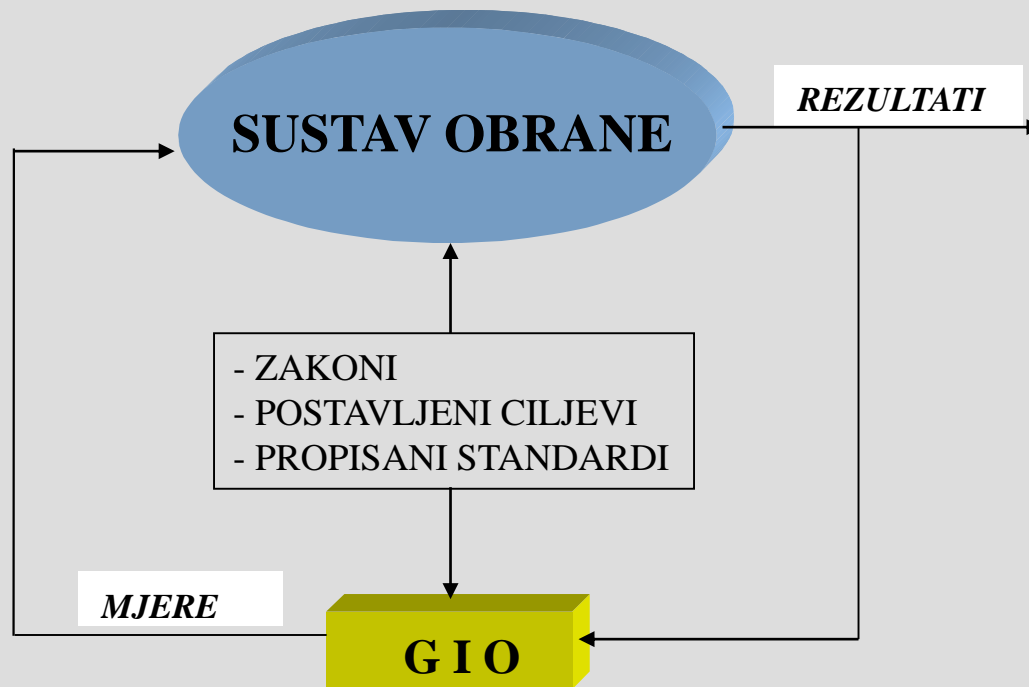 REZULTATI
SUSTAV OBRANE
- ZAKONI
- POSTAVLJENI CILJEVI
- PROPISANI STANDARDI
MJERE
G I O